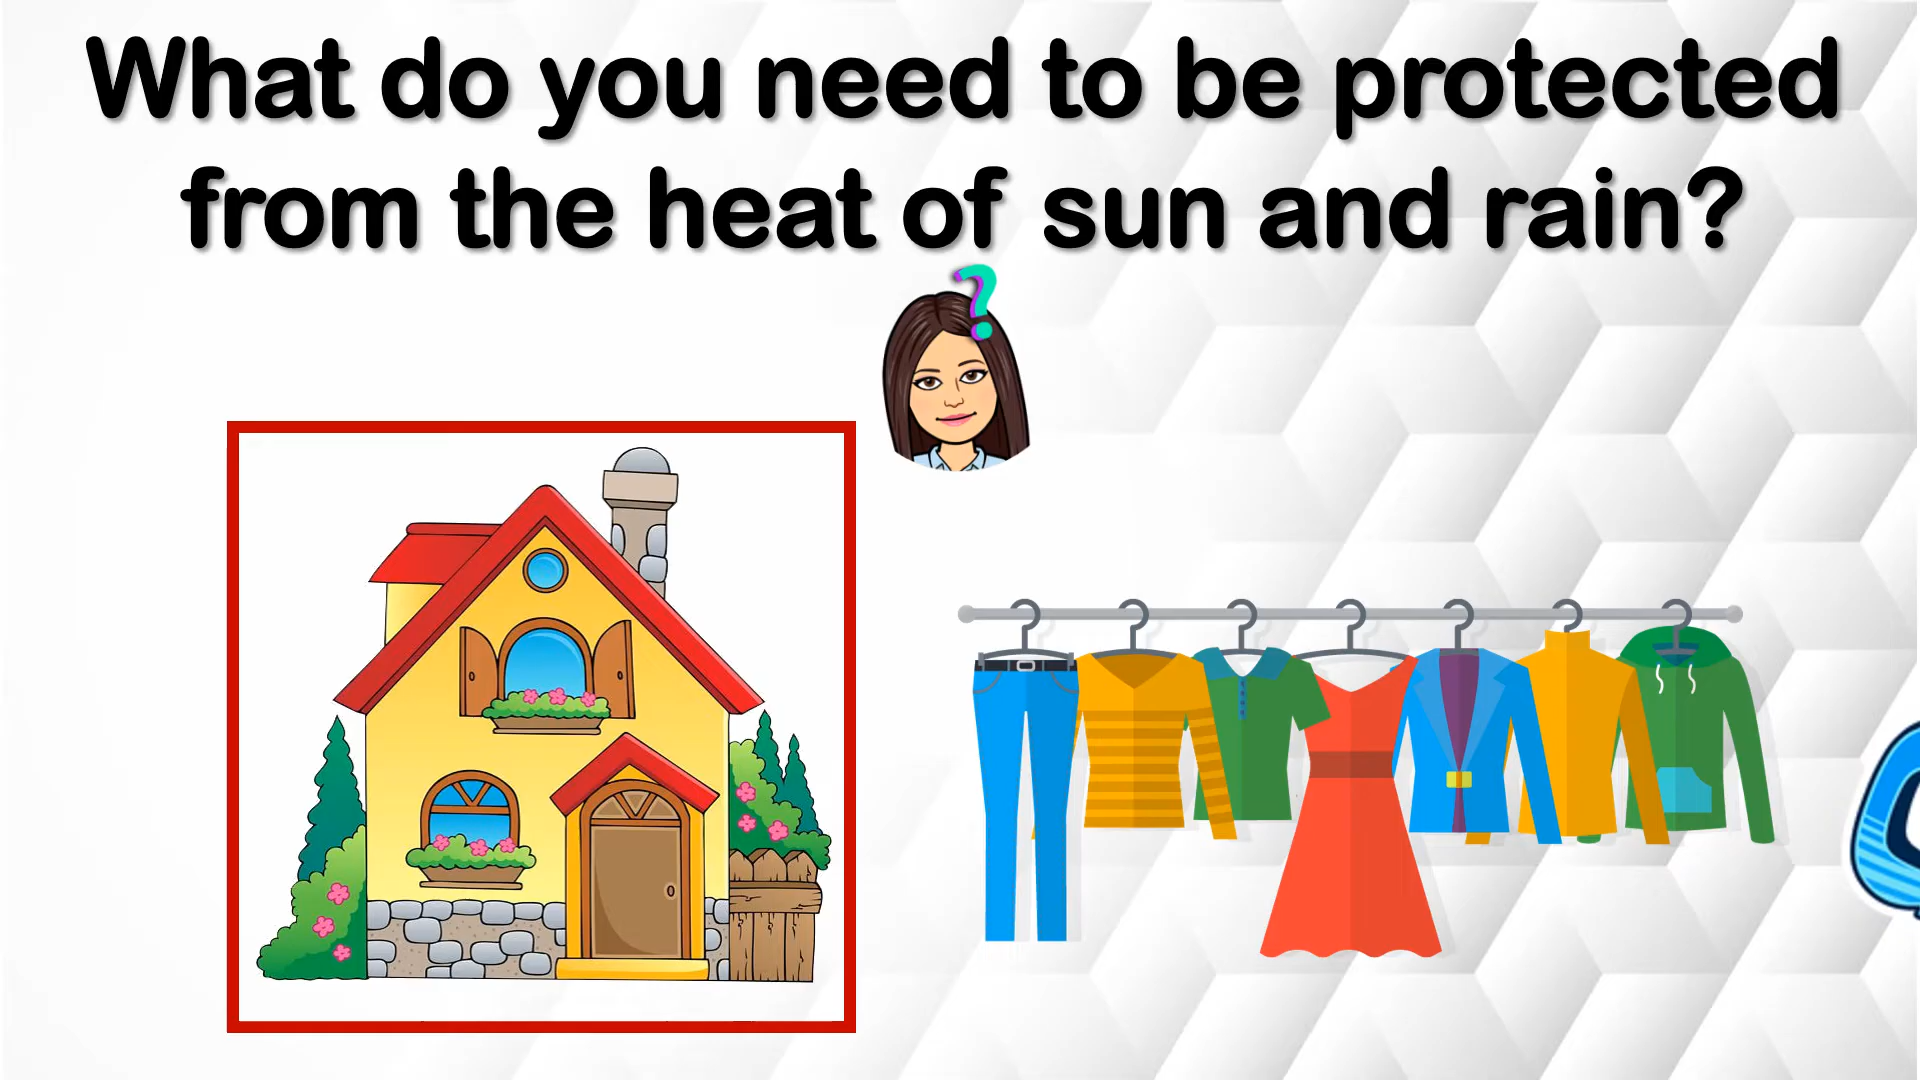 What do you need to be protected
from the heat of sun and rain?
?